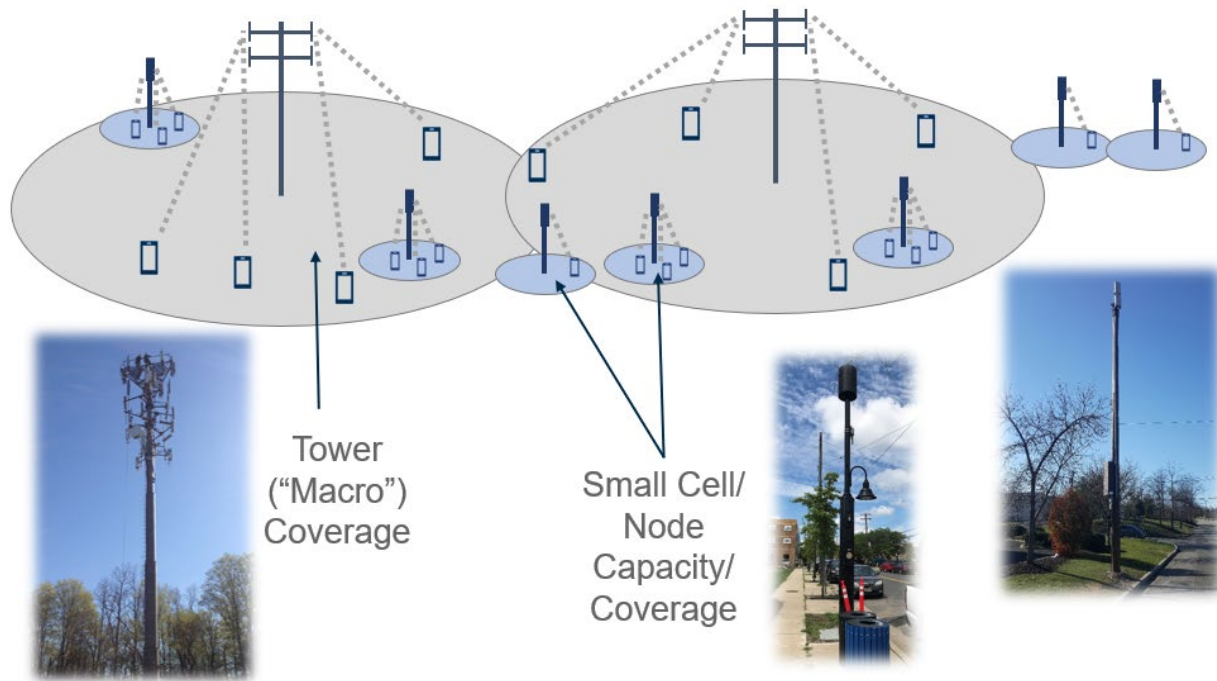 Tower
(“Macro”)
Coverage
Small Cell/
Node
Capacity/
Coverage